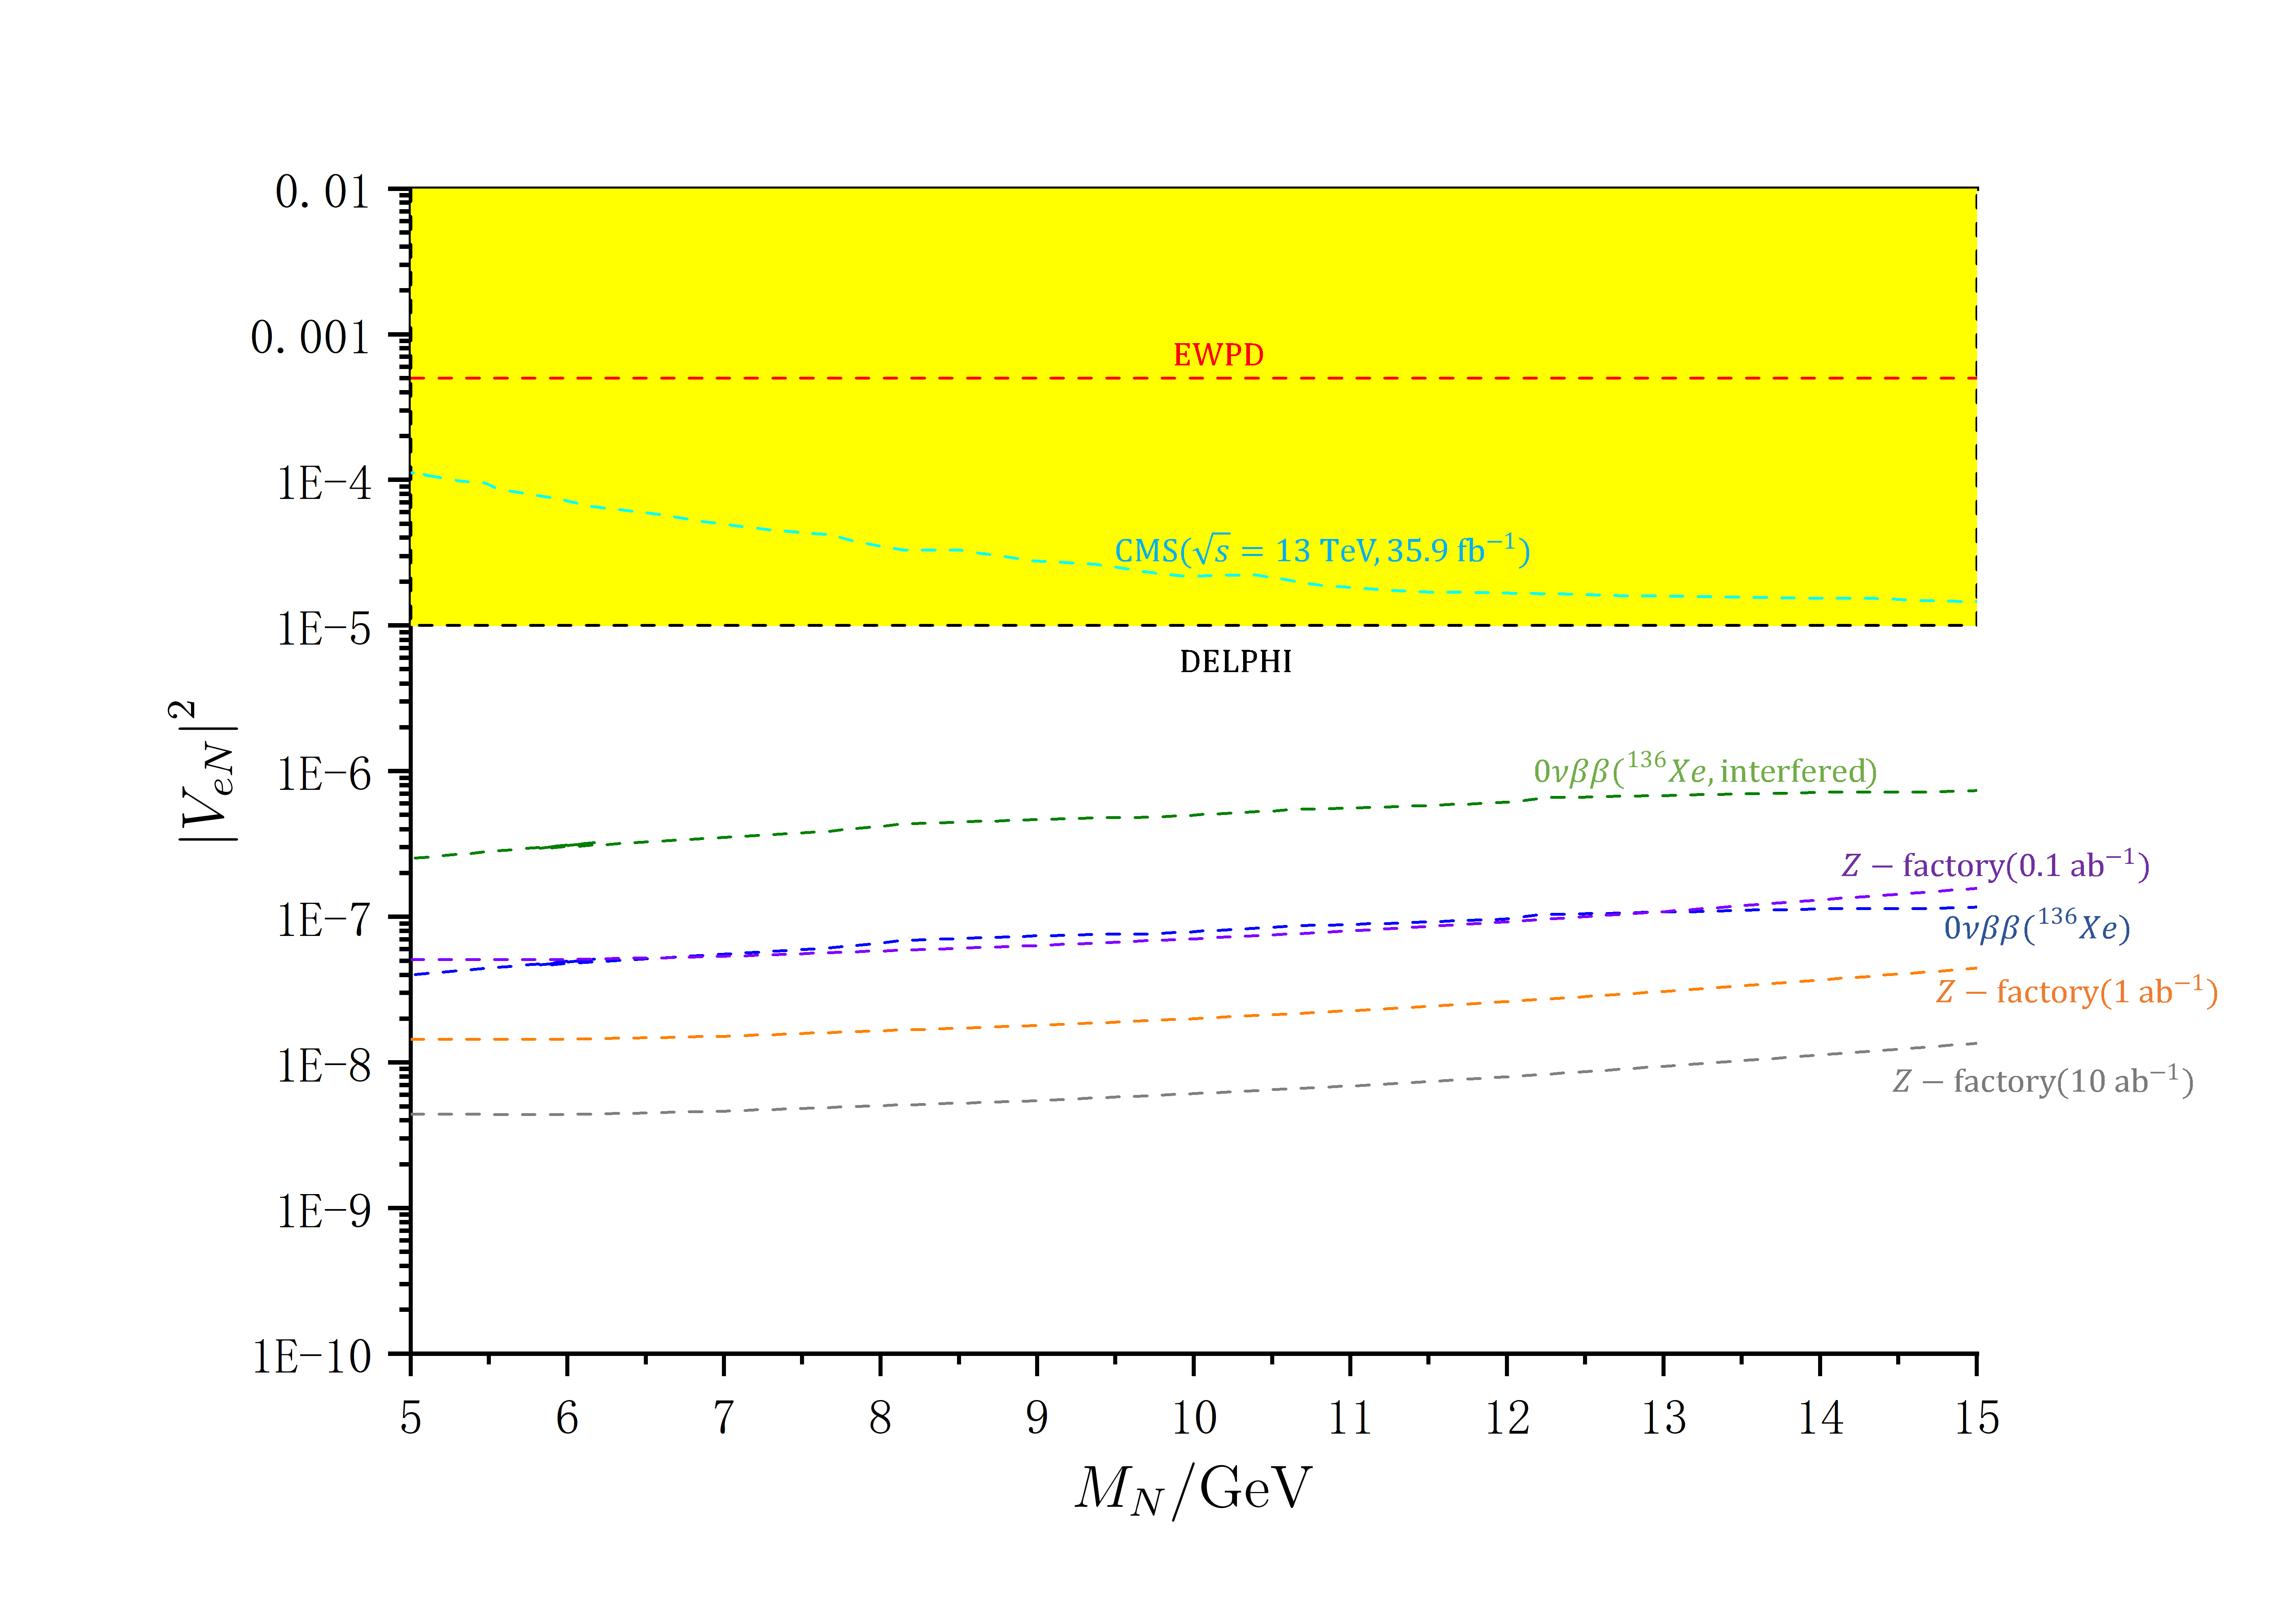 0.01
0.001
EWPD
1E-4
CMS(√s = 13 TeV, 35.9 fb⁻¹)
1E-5
DELPHI
|V_{eN}|²
1E-6
0νββ(¹³⁶Xe, interfered)
Z − factory(0.1 ab⁻¹)
1E-7
0νββ(¹³⁶Xe)
Z − factory(1 ab⁻¹)
1E-8
Z − factory(10 ab⁻¹)
1E-9
1E-10
5 6 7 8 9 10 11 12 13 14 15
M_N/GeV